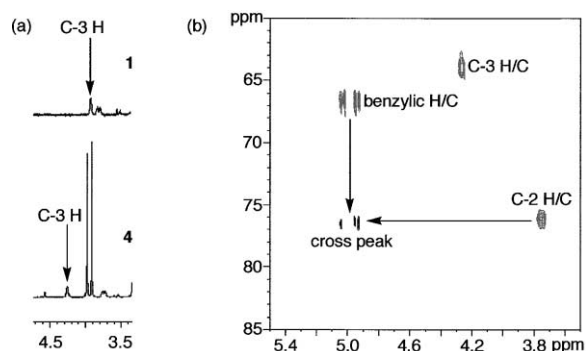 (a)
C-3 H
1
C-3 H
4
4.5 3.5
(b)
ppm
65
70
75
80
85
C-3 H/C
benzylic H/C
C-2 H/C
cross peak
5.4 5.0 4.6 4.2 3.8 ppm